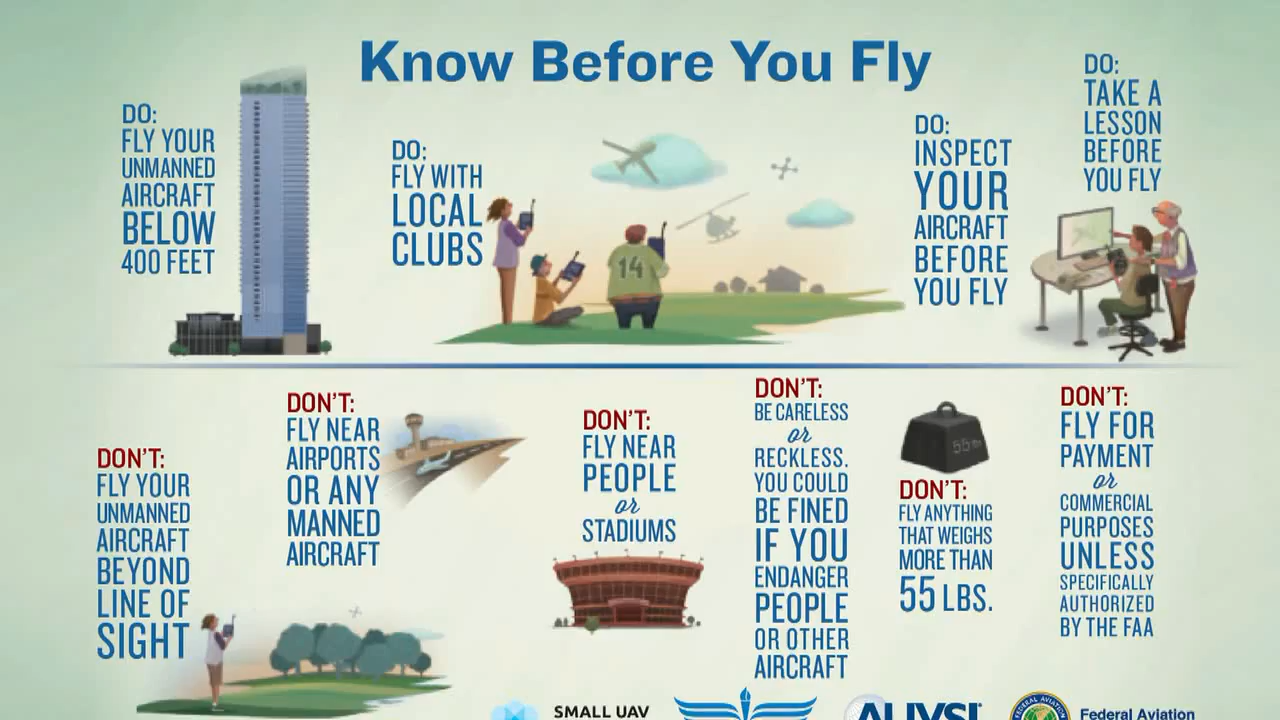 Know Before You Fly
DO:
FLY YOUR
UNMANNED
AIRCRAFT
BELOW
400 FEET
DO:
FLY WITH
LOCAL
CLUBS
14
DO:
INSPECT
YOUR
AIRCRAFT
BEFORE
YOU FLY
DO:
TAKE A
LESSON
BEFORE
YOU FLY
DON'T:
FLY YOUR
UNMANNED
AIRCRAFT
BEYOND
LINE OF
SIGHT
DON'T:
FLY NEAR
AIRPORTS
OR ANY
MANNED
AIRCRAFT
DON'T:
FLY NEAR
PEOPLE
or
STADIUMS
DON'T:
BE CARELESS
or
RECKLESS.
YOU COULD
BE FINED
IF YOU
ENDANGER
PEOPLE
OR OTHER
AIRCRAFT
55
DON'T:
FLY ANYTHING
THAT WEIGHS
MORE THAN
55 LBS.
DON'T:
FLY FOR
PAYMENT
or
COMMERCIAL
PURPOSES
UNLESS
SPECIFICALLY
AUTHORIZED
BY THE FAA
SMALL UAV
AUVSI
FEDERAL AVIATION
Federal Aviation